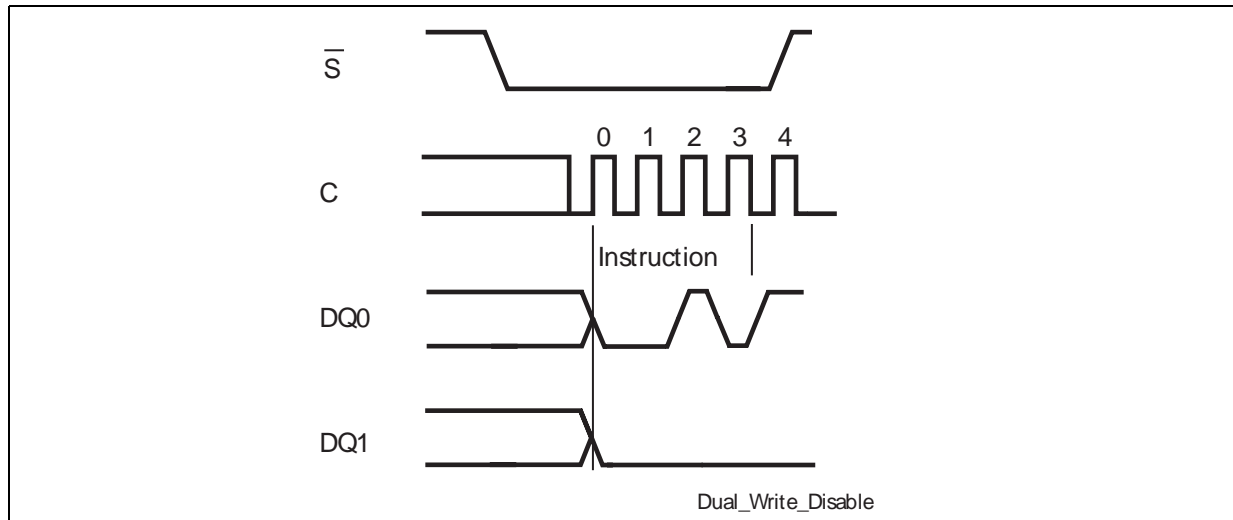 S̅
0 1 2 3 4
C
Instruction
DQ0
DQ1
Dual_Write_Disable